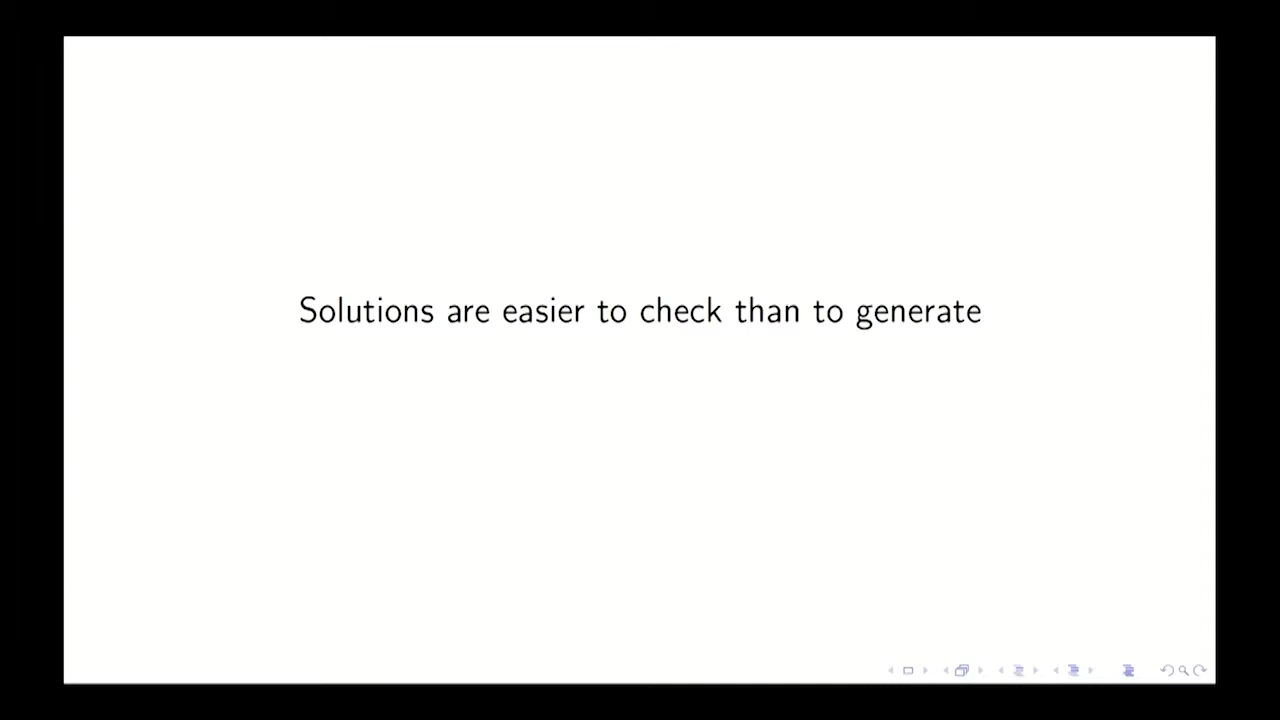 Solutions are easier to check than to generate